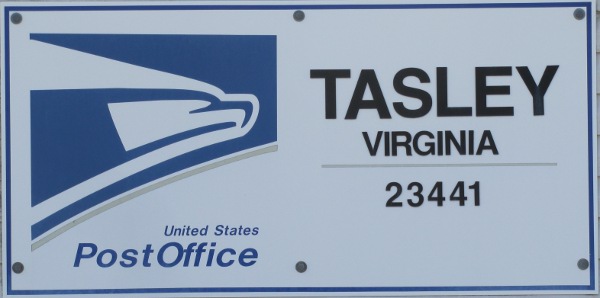 TASLEY
VIRGINIA
23441
United States
PostOffice